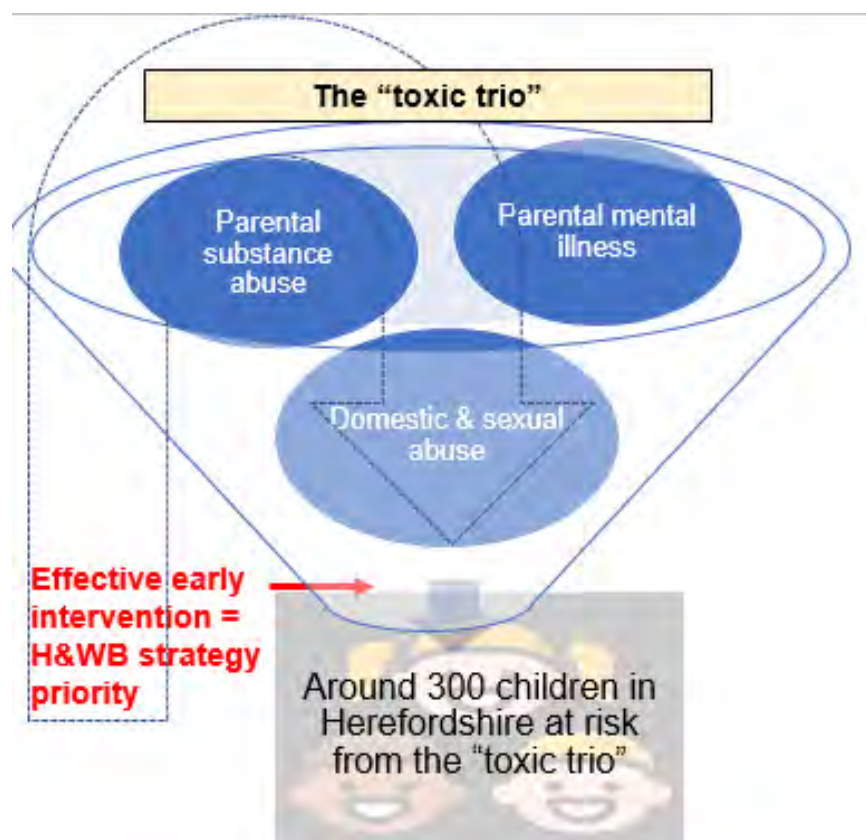 The “toxic trio”
Parental
substance
abuse
Parental mental
illness
Domestic & sexual
abuse
Effective early
intervention =
H&WB strategy
priority
Around 300 children in
Herefordshire at risk
from the “toxic trio”